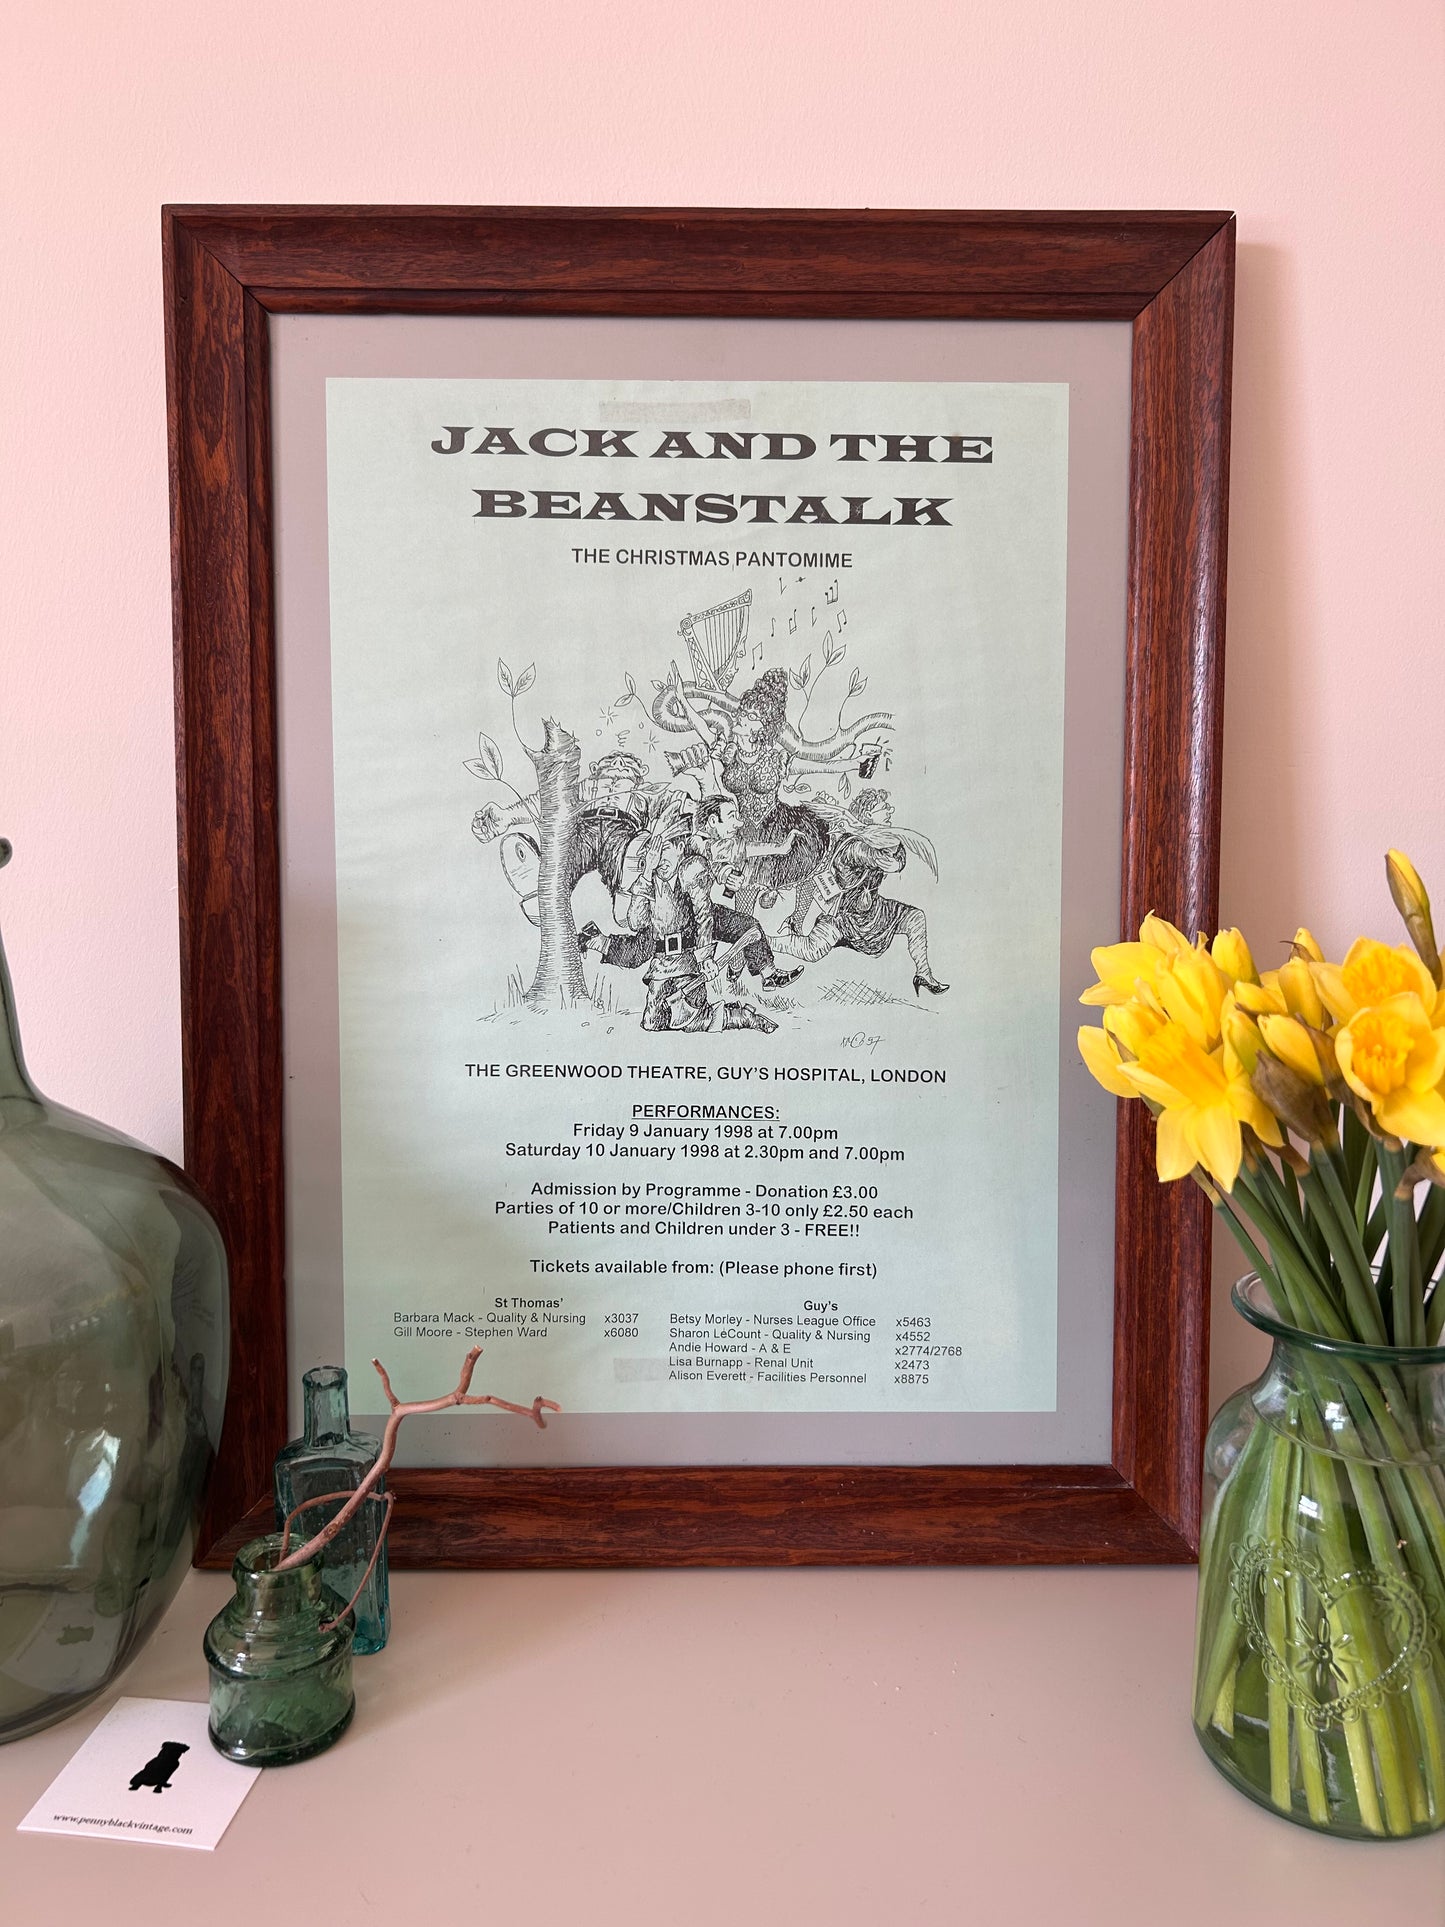 JACK AND THE
BEANSTALK
THE CHRISTMAS PANTOMIME
THE GREENWOOD THEATRE, GUY'S HOSPITAL, LONDON
PERFORMANCES:
Friday 9 January 1998 at 7.00pm
Saturday 10 January 1998 at 2.30pm and 7.00pm
Admission by Programme - Donation £3.00
Parties of 10 or more/Children 3-10 only £2.50 each
Patients and Children under 3 - FREE!!
Tickets available from: (Please phone first)
St Thomas'
Barbara Mack - Quality & Nursing x3037
Gill Moore - Stephen Ward x6080
Guy's
Betsy Morley - Nurses League Office x5463
Sharon LeCount - Quality & Nursing x4552
Andie Howard - A & E x2774/2768
Lisa Burnapp - Renal Unit x2473
Alison Everett - Facilities Personnel x8875
www.pennyblackvintage.com